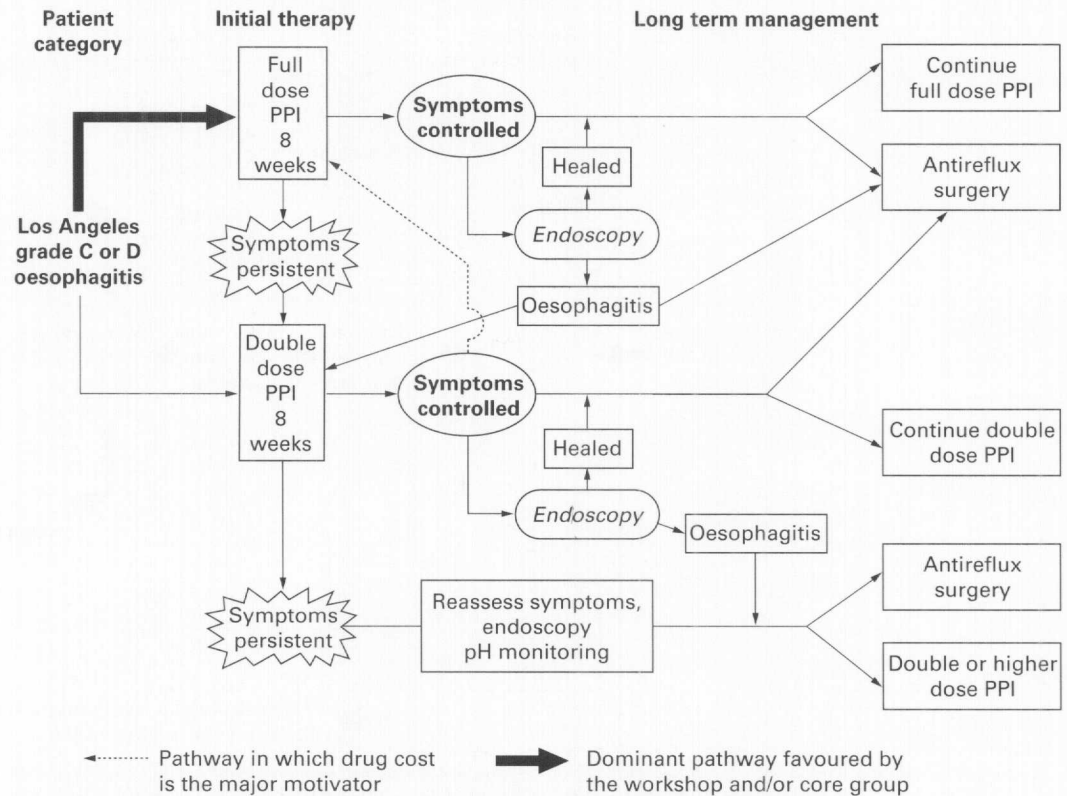 Patient
category
Initial therapy
Long term management
Full
dose
PPI
8
weeks
Symptoms
controlled
Continue
full dose PPI
Healed
Antireflux
surgery
Los Angeles
grade C or D
oesophagitis
Symptoms
persistent
Endoscopy
Oesophagitis
Double
dose
PPI
8
weeks
Symptoms
controlled
Healed
Continue double
dose PPI
Endoscopy
Oesophagitis
Antireflux
surgery
Symptoms
persistent
Reassess symptoms,
endoscopy
pH monitoring
Double or higher
dose PPI
Pathway in which drug cost
is the major motivator
Dominant pathway favoured by
the workshop and/or core group